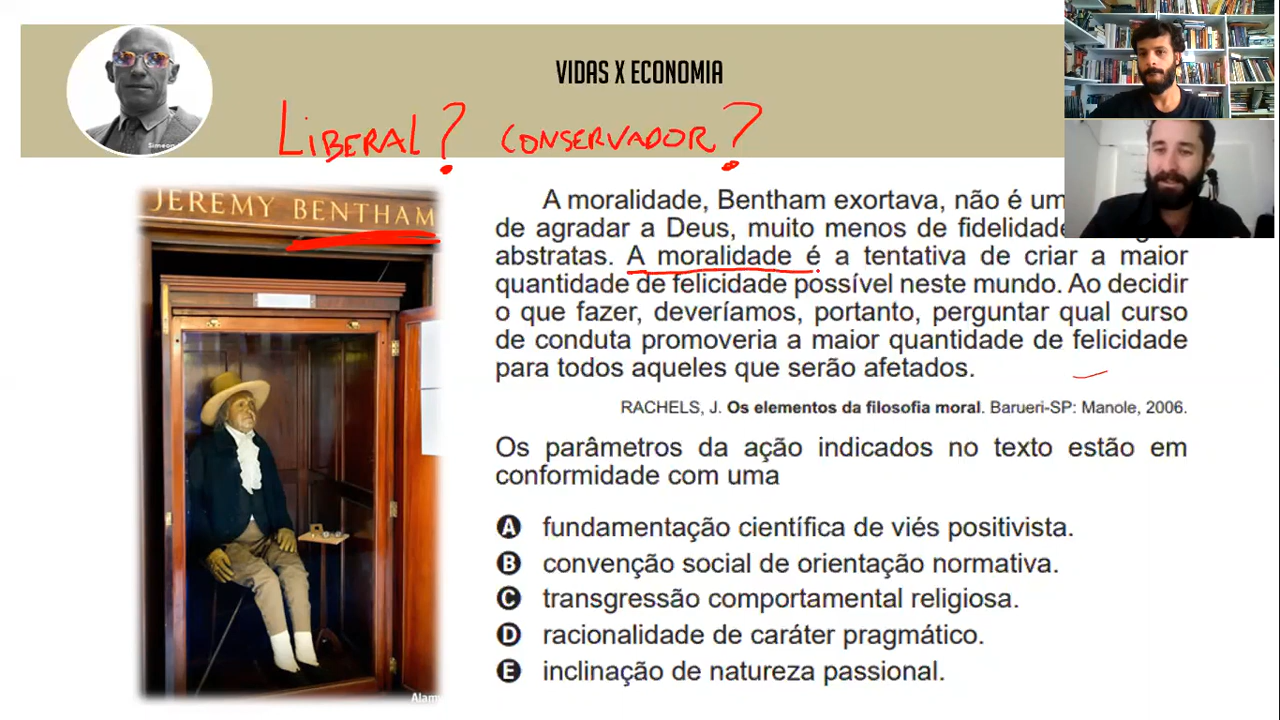 VIDAS X ECONOMIA
LIBERAL? CONSERVADOR?
Simeon
JEREMY BENTHAM
A moralidade, Bentham exortava, não é um
de agradar a Deus, muito menos de fidelidade
abstratas. A moralidade é a tentativa de criar a maior
quantidade de felicidade possível neste mundo. Ao decidir
o que fazer, deveríamos, portanto, perguntar qual curso
de conduta promoveria a maior quantidade de felicidade
para todos aqueles que serão afetados.
RACHELS, J. Os elementos da filosofia moral. Barueri-SP: Manole, 2006.
Os parâmetros da ação indicados no texto estão em
conformidade com uma
A fundamentação científica de viés positivista.
B convenção social de orientação normativa.
C transgressão comportamental religiosa.
D racionalidade de caráter pragmático.
E inclinação de natureza passional.
Alam